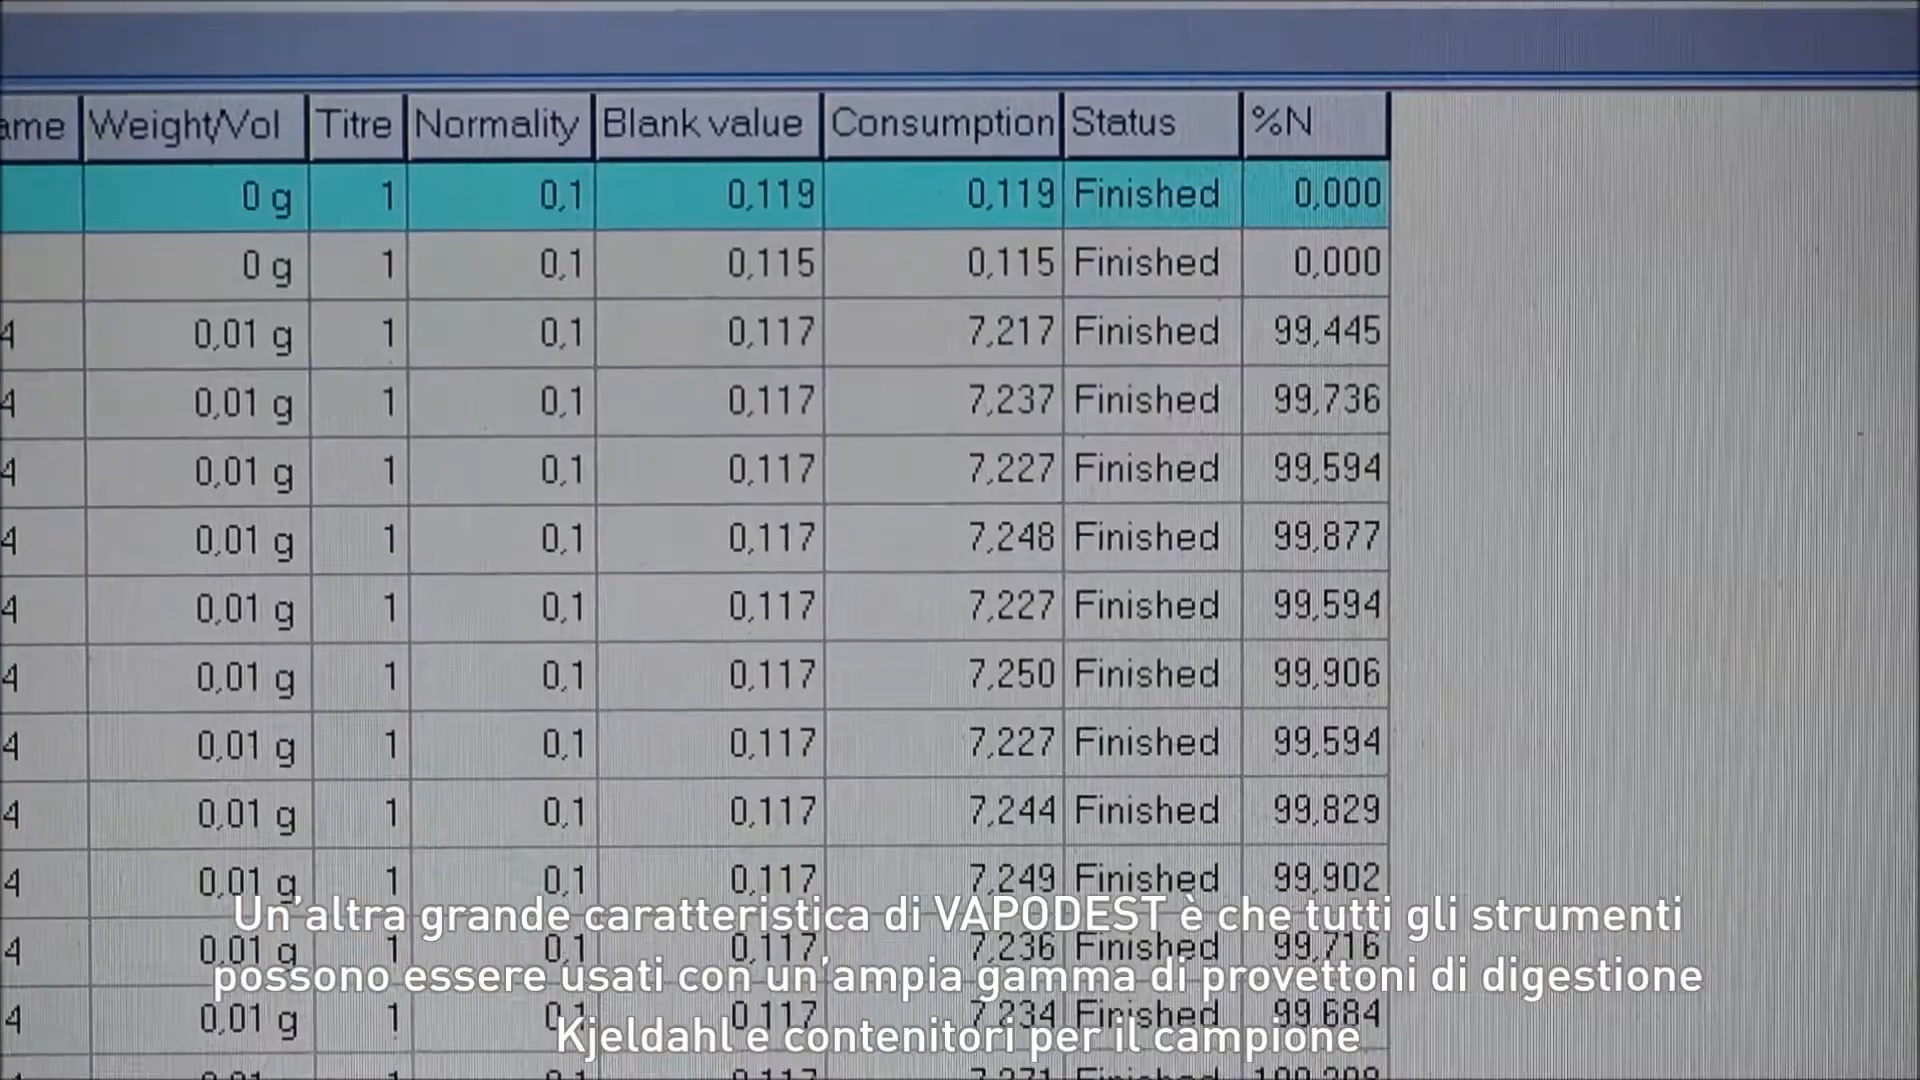 ame Weight/Vol Titre Normality Blank value Consumption Status %N
0 g 1 0,1 0,119 0,119 Finished 0,000
0 g 1 0,1 0,115 0,115 Finished 0,000
4 0,01 g 1 0,1 0,117 7,217 Finished 99,445
4 0,01 g 1 0,1 0,117 7,237 Finished 99,736
4 0,01 g 1 0,1 0,117 7,227 Finished 99,594
4 0,01 g 1 0,1 0,117 7,248 Finished 99,877
4 0,01 g 1 0,1 0,117 7,227 Finished 99,594
4 0,01 g 1 0,1 0,117 7,250 Finished 99,906
4 0,01 g 1 0,1 0,117 7,227 Finished 99,594
4 0,01 g 1 0,1 0,117 7,244 Finished 99,829
4 0,01 g 1 0,1 0,117 7,249 Finished 99,902
4 0,01 g 1 0,1 0,117 7,236 Finished 99,716
4 0,01 g 1 0,1 0,117 7,234 Finished 99,684
Un'altra grande caratteristica di VAPODEST è che tutti gli strumenti
possono essere usati con un'ampia gamma di provettoni di digestione
Kjeldahl e contenitori per il campione